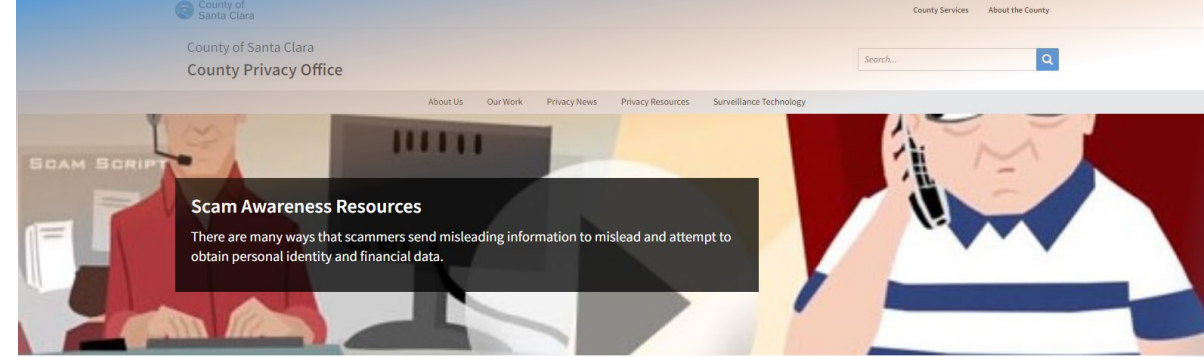 County of
Santa Clara
County Services About the County
County of Santa Clara
County Privacy Office
Search...
About Us Our Work Privacy News Privacy Resources Surveillance Technology
SCAM SCRIPT
Scam Awareness Resources
There are many ways that scammers send misleading information to mislead and attempt to
obtain personal identity and financial data.